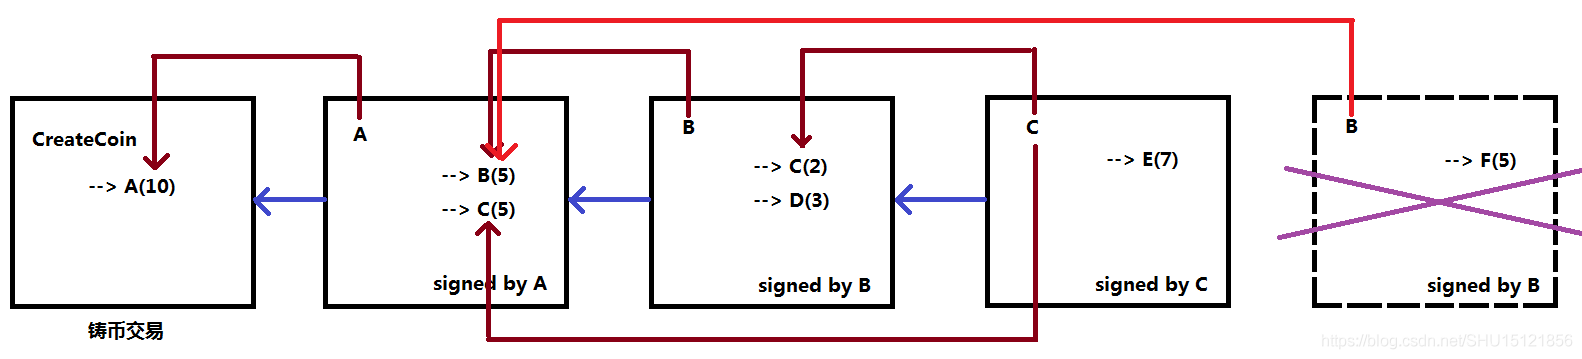 CreateCoin
--> A(10)
铸币交易
A
--> B(5)
--> C(5)
signed by A
B
--> C(2)
--> D(3)
signed by B
C
--> E(7)
signed by C
B
--> F(5)
signed by B
https://blog.csdn.net/SHU15121856